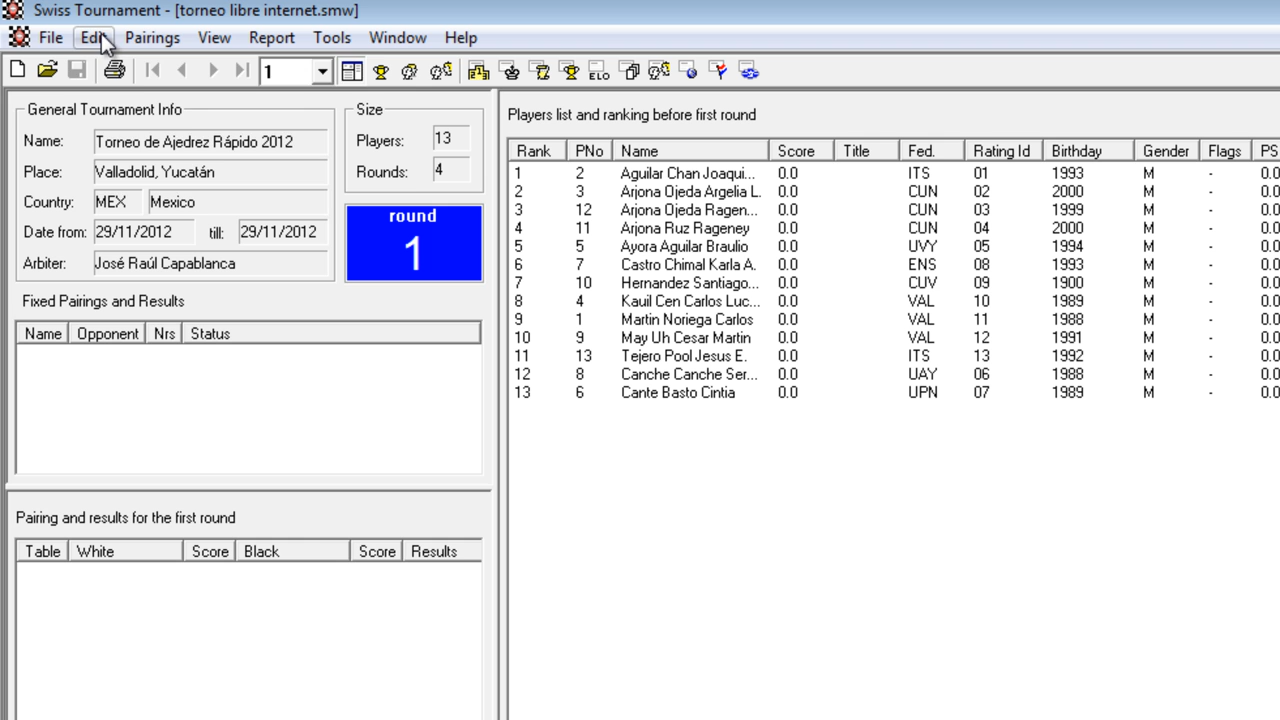 Swiss Tournament - [torneo libre internet.smw]
File Edit Pairings View Report Tools Window Help
1
ELO
General Tournament Info
Name: Torneo de Ajedrez Rápido 2012
Place: Valladolid, Yucatán
Country: MEX Mexico
Date from: 29/11/2012 till: 29/11/2012
Arbiter: José Raúl Capablanca
Size
Players: 13
Rounds: 4
round
1
Fixed Pairings and Results
Name Opponent Nrs Status
Pairing and results for the first round
Table White Score Black Score Results
Players list and ranking before first round
Rank PNo Name Score Title Fed. Rating Id Birthday Gender Flags PS
1 2 Aguilar Chan Joaqui... 0.0 ITS 01 1993 M - 0.0
2 3 Arjona Ojeda Argelia L. 0.0 CUN 02 2000 M - 0.0
3 12 Arjona Ojeda Ragen... 0.0 CUN 03 1999 M - 0.0
4 11 Arjona Ruz Rageney 0.0 CUN 04 2000 M - 0.0
5 5 Ayora Aguilar Braulio 0.0 UVY 05 1994 M - 0.0
6 7 Castro Chimal Karla A. 0.0 ENS 08 1993 M - 0.0
7 10 Hernandez Santiago... 0.0 CUV 09 1900 M - 0.0
8 4 Kauil Cen Carlos Luc... 0.0 VAL 10 1989 M - 0.0
9 1 Martin Noriega Carlos 0.0 VAL 11 1988 M - 0.0
10 9 May Uh Cesar Martin 0.0 VAL 12 1991 M - 0.0
11 13 Tejero Pool Jesus E. 0.0 ITS 13 1992 M - 0.0
12 8 Canche Canche Ser... 0.0 UAY 06 1988 M - 0.0
13 6 Cante Basto Cintia 0.0 UPN 07 1989 M - 0.0